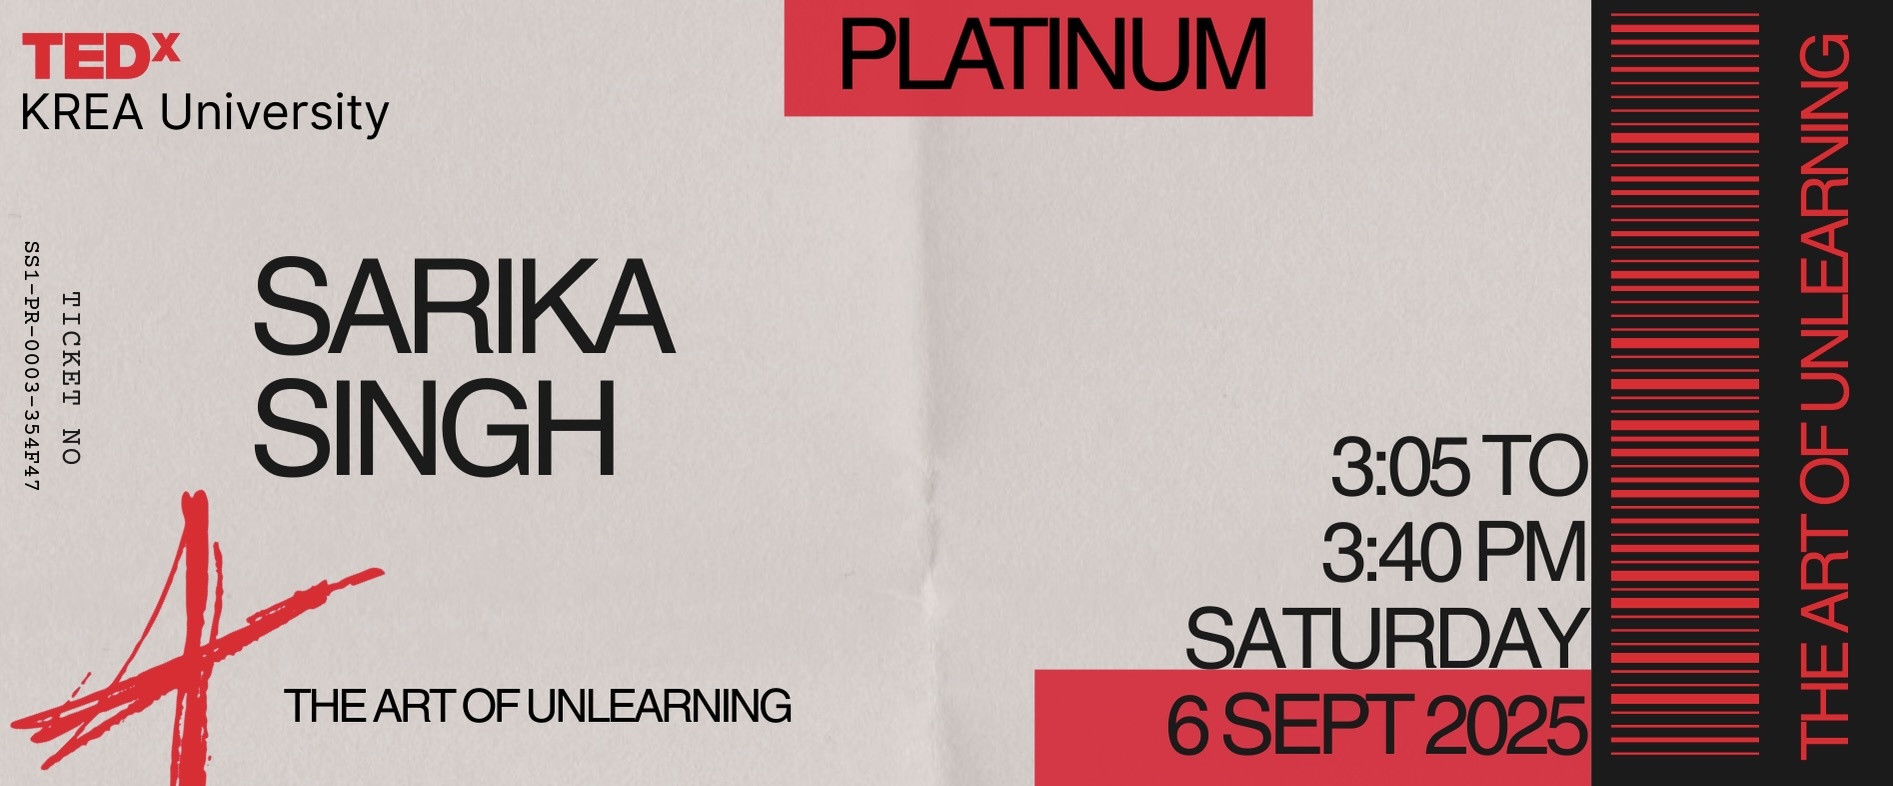 TEDx
KREA University
PLATINUM
TICKET NO
SS1-PR-0003-354F47
SARIKA
SINGH
THE ART OF UNLEARNING
3:05 TO
3:40 PM
SATURDAY
6 SEPT 2025
THE ART OF UNLEARNING